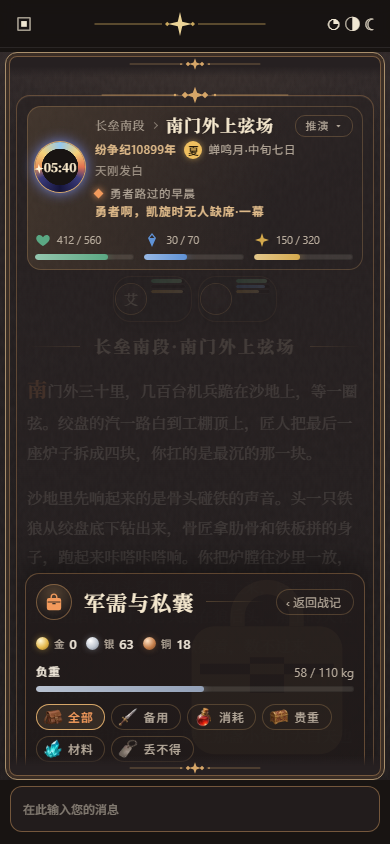 长垒南段 > 南门外上弦场
推演
纷争纪10899年 夏 蝉鸣月·中旬七日
05:40
天刚发白
勇者路过的早晨
勇者啊，凯旋时无人缺席·一幕
412 / 560
30 / 70
150 / 320
艾
长垒南段·南门外上弦场
南门外三十里，几百台机兵跪在沙地上，等一圈
弦。绞盘的汽一路白到工棚顶上，匠人把最后一
座炉子拆成四块，你扛的是最沉的那一块。
沙地里先响起来的是骨头碰铁的声音。头一只铁
狼从绞盘底下钻出来，骨匠拿肋骨和铁板拼的身
子，跑起来咔嗒咔嗒响。你把炉膛往沙里一放，
军需与私囊
‹ 返回战记
金 0 银 63 铜 18
负重
58 / 110 kg
全部 备用 消耗 贵重
材料 丢不得
在此输入您的消息